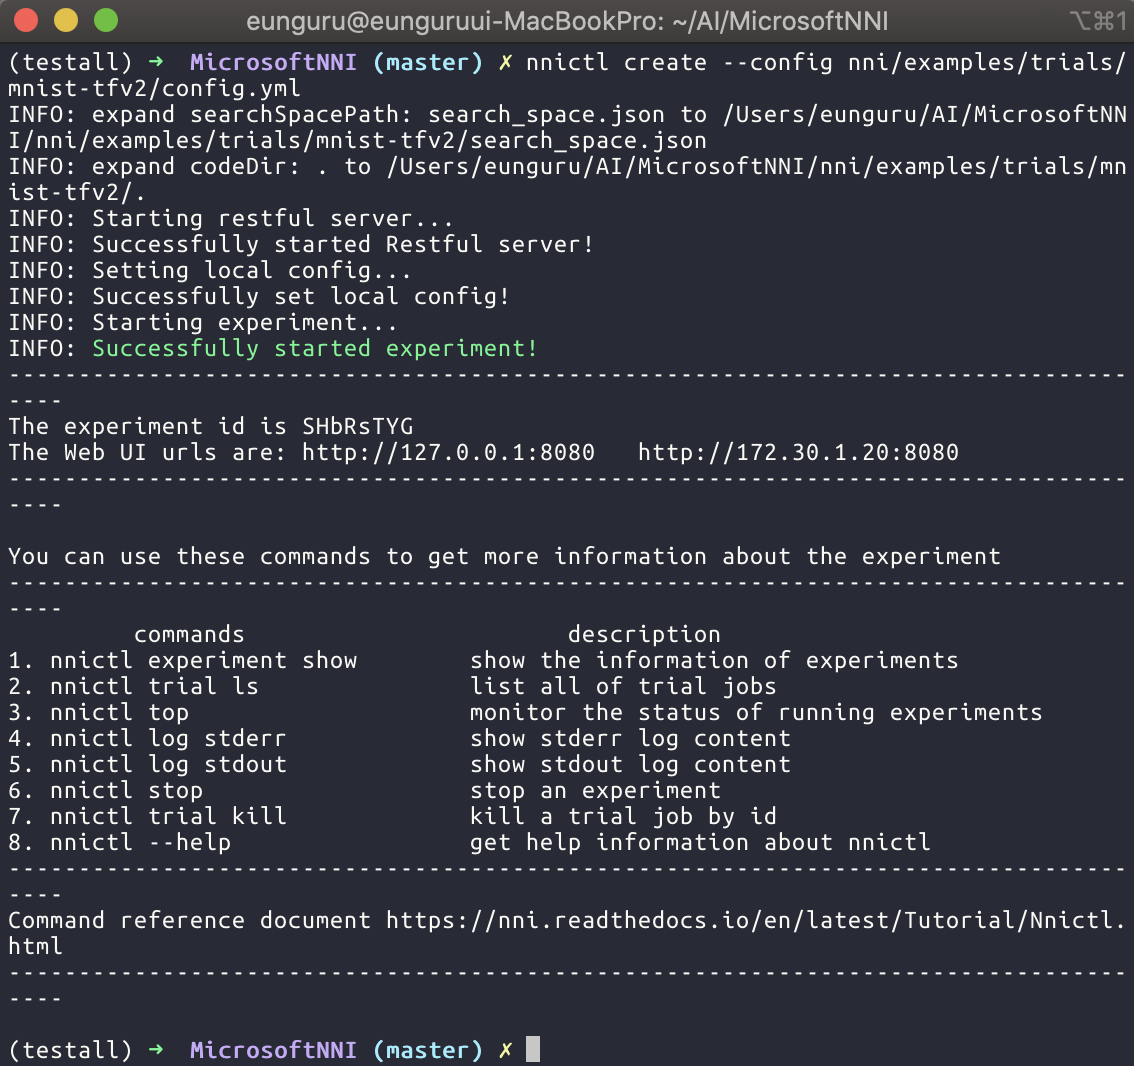 eunguru@eunguruui-MacBookPro: ~/AI/MicrosoftNNI ⌥⌘1
(testall) ➜  MicrosoftNNI (master) ✗ nnictl create --config nni/examples/trials/
mnist-tfv2/config.yml
INFO: expand searchSpacePath: search_space.json to /Users/eunguru/AI/MicrosoftNN
I/nni/examples/trials/mnist-tfv2/search_space.json
INFO: expand codeDir: . to /Users/eunguru/AI/MicrosoftNNI/nni/examples/trials/mn
ist-tfv2/.
INFO: Starting restful server...
INFO: Successfully started Restful server!
INFO: Setting local config...
INFO: Successfully set local config!
INFO: Starting experiment...
INFO: Successfully started experiment!
--------------------------------------------------------------------------------
----
The experiment id is SHbRsTYG
The Web UI urls are: http://127.0.0.1:8080   http://172.30.1.20:8080
--------------------------------------------------------------------------------
----
You can use these commands to get more information about the experiment
--------------------------------------------------------------------------------
----
         commands                       description
1. nnictl experiment show        show the information of experiments
2. nnictl trial ls               list all of trial jobs
3. nnictl top                    monitor the status of running experiments
4. nnictl log stderr             show stderr log content
5. nnictl log stdout             show stdout log content
6. nnictl stop                   stop an experiment
7. nnictl trial kill             kill a trial job by id
8. nnictl --help                 get help information about nnictl
--------------------------------------------------------------------------------
----
Command reference document https://nni.readthedocs.io/en/latest/Tutorial/Nnictl.
html
--------------------------------------------------------------------------------
----
(testall) ➜  MicrosoftNNI (master) ✗